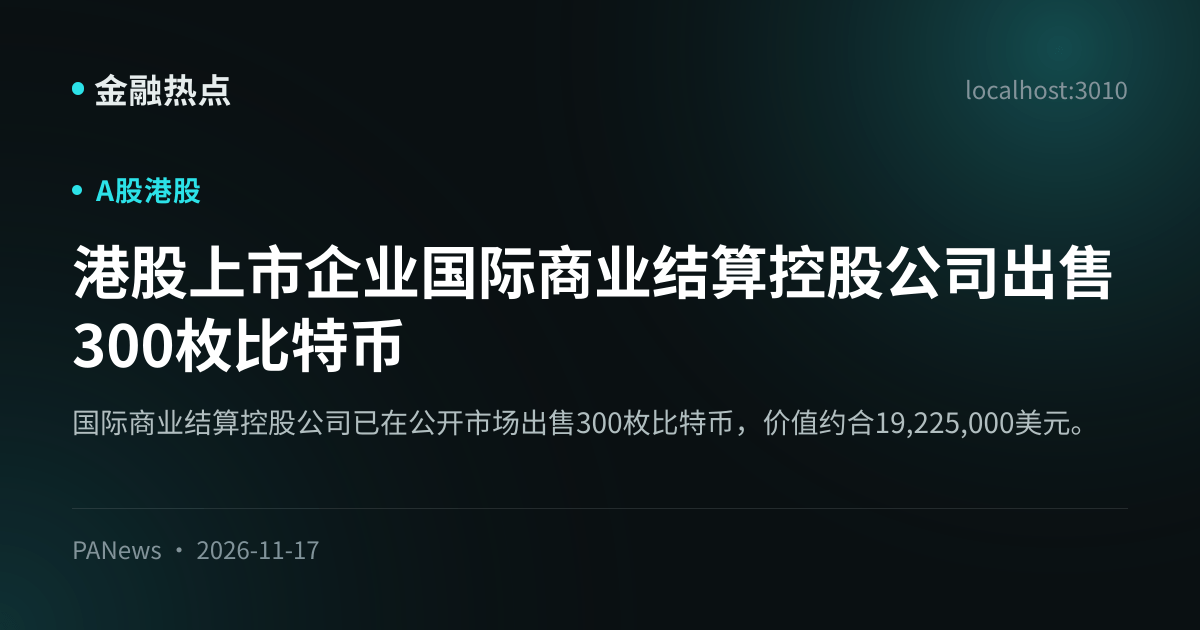 金融热点
localhost:3010
A股港股
港股上市企业国际商业结算控股公司出售
300枚比特币
国际商业结算控股公司已在公开市场出售300枚比特币，价值约合19,225,000美元。
PANews • 2026-11-17